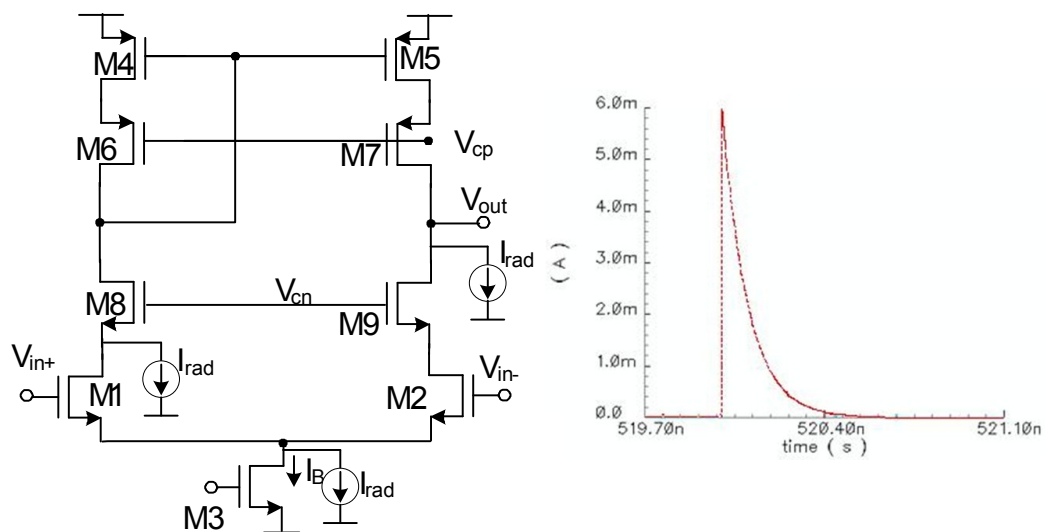 M4
M5
M6
M7
V_cp
V_out
I_rad
M8
V_cn
M9
V_in+
I_rad
V_in-
M1
M2
I_B
I_rad
M3
6.0m
5.0m
4.0m
3.0m
2.0m
1.0m
0.0
( A )
519.70n
520.40n
521.10n
time ( s )